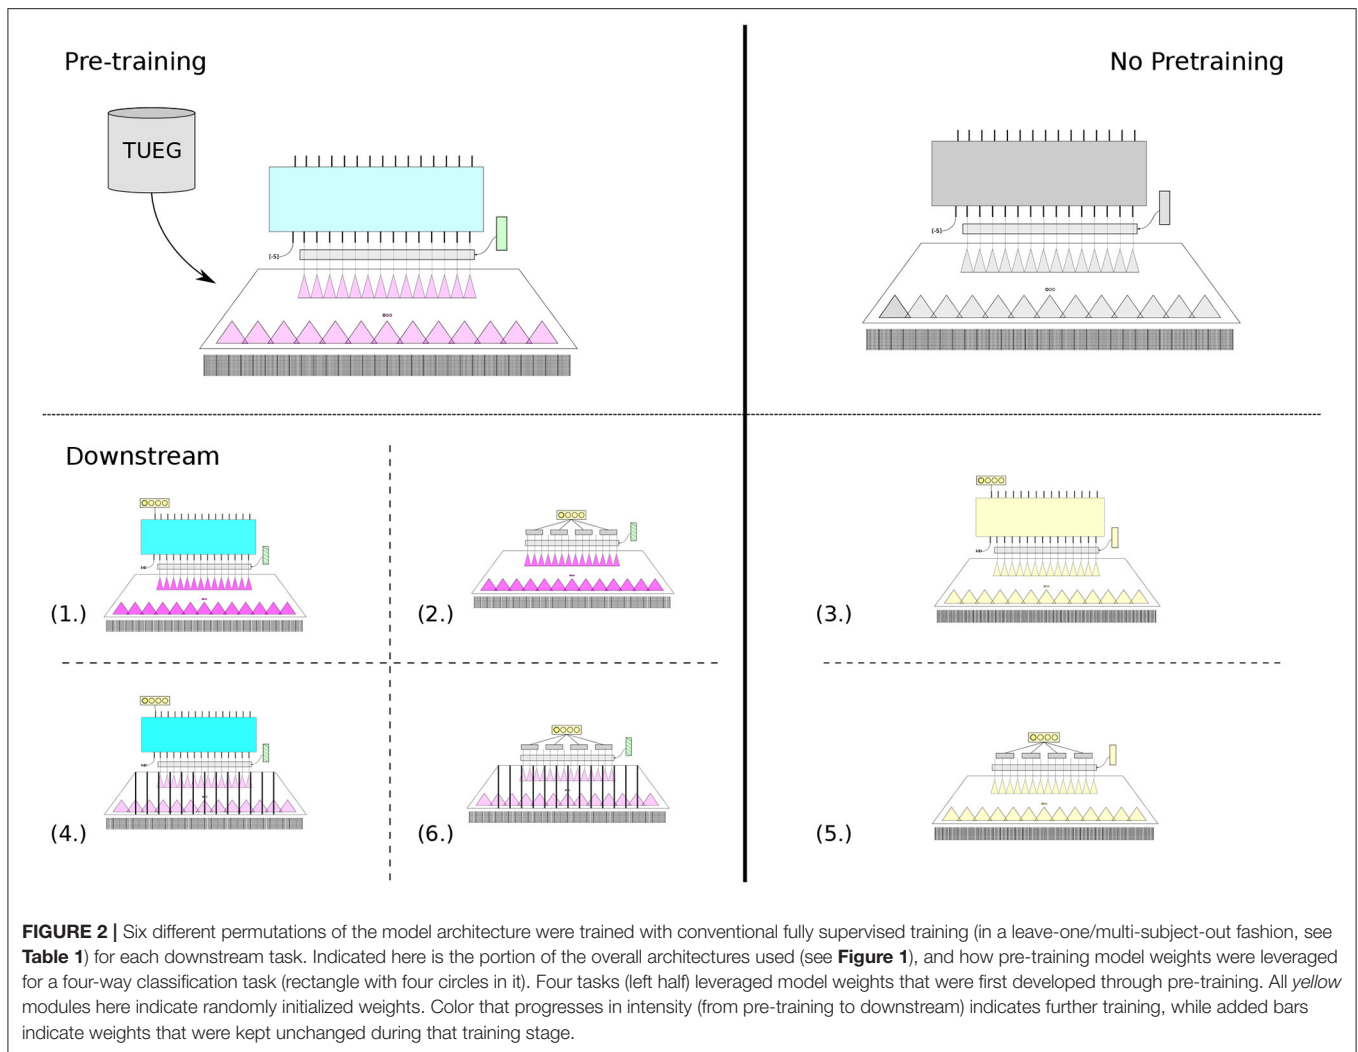 Pre-training
No Pretraining
TUEG
[-5]
[-5]
Downstream
(1.)
(2.)
(3.)
(4.)
(6.)
(5.)
FIGURE 2 | Six different permutations of the model architecture were trained with conventional fully supervised training (in a leave-one/multi-subject-out fashion, see
Table 1) for each downstream task. Indicated here is the portion of the overall architectures used (see Figure 1), and how pre-training model weights were leveraged
for a four-way classification task (rectangle with four circles in it). Four tasks (left half) leveraged model weights that were first developed through pre-training. All yellow
modules here indicate randomly initialized weights. Color that progresses in intensity (from pre-training to downstream) indicates further training, while added bars
indicate weights that were kept unchanged during that training stage.